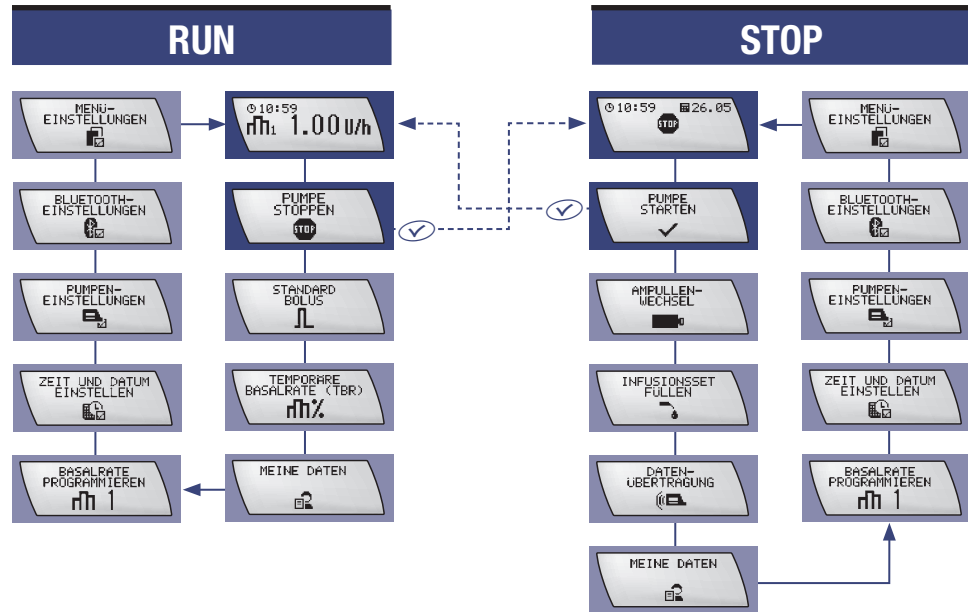 RUN
MENÜ-
EINSTELLUNGEN
BLUETOOTH-
EINSTELLUNGEN
PUMPEN-
EINSTELLUNGEN
ZEIT UND DATUM
EINSTELLEN
BASALRATE
PROGRAMMIEREN
1
10:59
1 1.00 U/h
PUMPE
STOPPEN
STOP
STANDARD
BOLUS
TEMPORÄRE
BASALRATE (TBR)
%
MEINE DATEN
STOP
10:59 26.05
STOP
PUMPE
STARTEN
AMPULLEN-
WECHSEL
INFUSIONSSET
FÜLLEN
DATEN-
ÜBERTRAGUNG
MEINE DATEN
MENÜ-
EINSTELLUNGEN
BLUETOOTH-
EINSTELLUNGEN
PUMPEN-
EINSTELLUNGEN
ZEIT UND DATUM
EINSTELLEN
BASALRATE
PROGRAMMIEREN
1